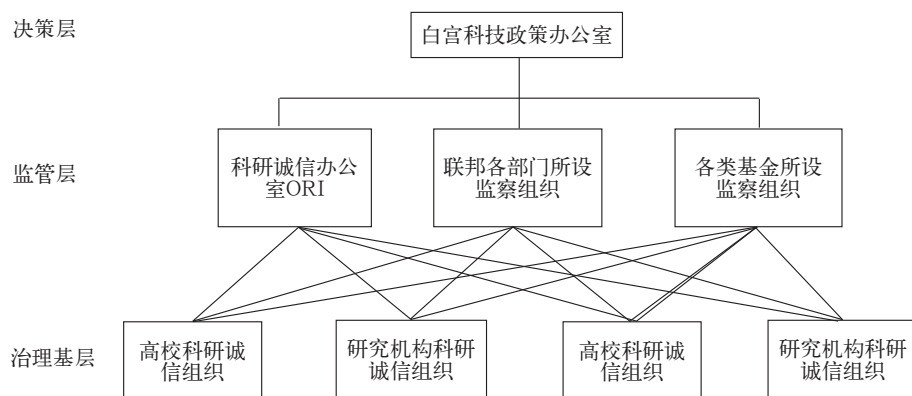 决策层
白宫科技政策办公室
监管层
科研诚信办公
室ORI
联邦各部门所设
监察组织
各类基金所设
监察组织
治理基层
高校科研诚
信组织
研究机构科研
诚信组织
高校科研诚
信组织
研究机构科研
诚信组织